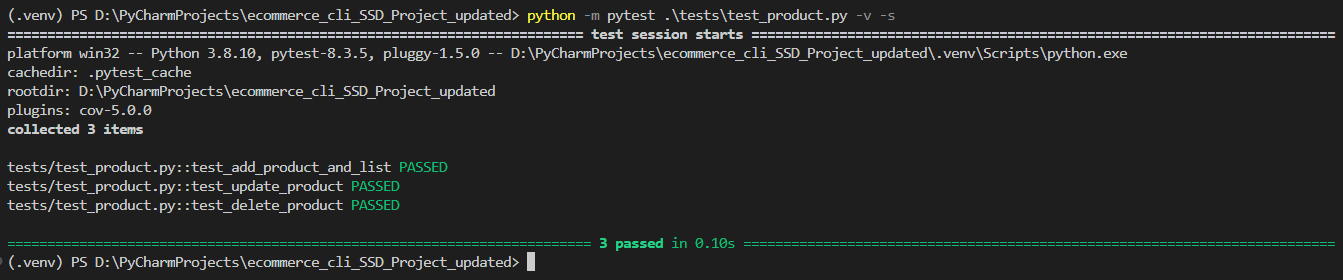 (.venv) PS D:\PyCharmProjects\ecommerce_cli_SSD_Project_updated> python -m pytest .\tests\test_product.py -v -s
======================================================================== test session starts =========================================================================
platform win32 -- Python 3.8.10, pytest-8.3.5, pluggy-1.5.0 -- D:\PyCharmProjects\ecommerce_cli_SSD_Project_updated\.venv\Scripts\python.exe
cachedir: .pytest_cache
rootdir: D:\PyCharmProjects\ecommerce_cli_SSD_Project_updated
plugins: cov-5.0.0
collected 3 items
tests/test_product.py::test_add_product_and_list PASSED
tests/test_product.py::test_update_product PASSED
tests/test_product.py::test_delete_product PASSED
========================================================================= 3 passed in 0.10s ==========================================================================
(.venv) PS D:\PyCharmProjects\ecommerce_cli_SSD_Project_updated>